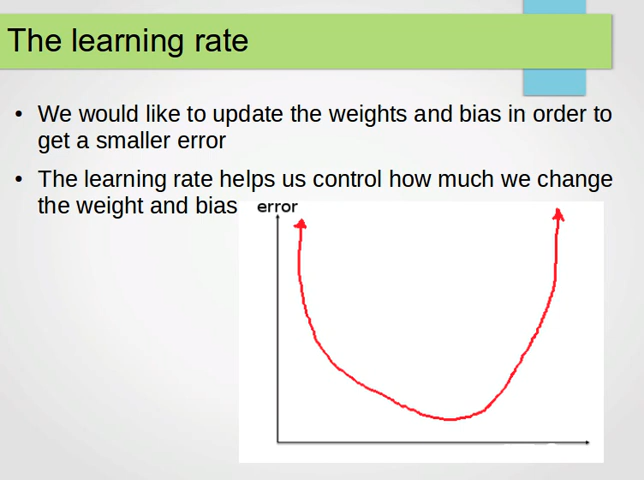 The learning rate
• We would like to update the weights and bias in order to
get a smaller error
• The learning rate helps us control how much we change
the weight and bias
error